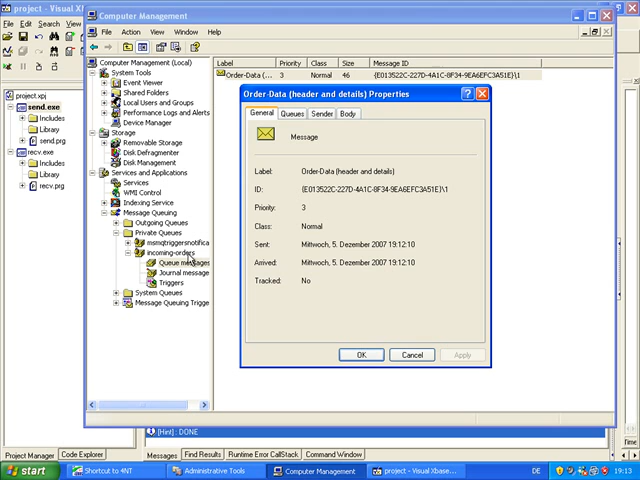 project - Visual Xb
Computer Management
File Edit Search
File Action View Window Help
project.xpj
send.exe
Includes
Library
send.prg
recv.exe
Includes
Library
recv.prg
Computer Management (Local)
System Tools
Event Viewer
Shared Folders
Local Users and Groups
Performance Logs and Alerts
Device Manager
Storage
Removable Storage
Disk Defragmenter
Disk Management
Services and Applications
Services
WMI Control
Indexing Service
Message Queuing
Outgoing Queues
Private Queues
msmqtriggersnotifica
incoming-orders
Queue messages
Journal message
Triggers
System Queues
Message Queuing Trigge
Label Priority Class Size Message ID
Order-Data (... 3 Normal 46 {E013522C-227D-4A1C-8F34-9EA6EFC3A51E}\1
Order-Data (header and details) Properties
General Queues Sender Body
Message
Label: Order-Data (header and details)
ID: {E013522C-227D-4A1C-8F34-9EA6EFC3A51E}\1
Priority: 3
Class: Normal
Sent: Mittwoch, 5. Dezember 2007 19:12:10
Arrived: Mittwoch, 5. Dezember 2007 19:12:10
Tracked: No
OK Cancel Apply
[Hint]: DONE
Project Manager Code Explorer Messages Find Results Runtime Error CallStack Command Window
start Shortcut to 4NT Administrative Tools Computer Management project - Visual Xbase... DE 19:13